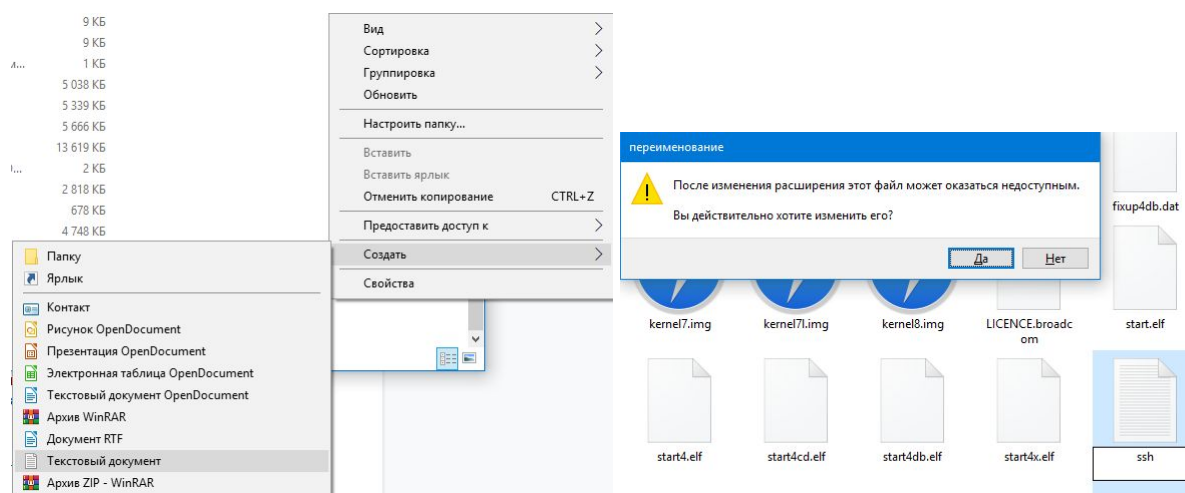 9 КБ
9 КБ
1 КБ
5 038 КБ
5 339 КБ
5 666 КБ
13 619 КБ
2 КБ
2 818 КБ
678 КБ
4 748 КБ
Вид
Сортировка
Группировка
Обновить
Настроить папку...
Вставить
Вставить ярлык
Отменить копирование CTRL+Z
Предоставить доступ к
Создать
Свойства
Папку
Ярлык
Контакт
Рисунок OpenDocument
Презентация OpenDocument
Электронная таблица OpenDocument
Текстовый документ OpenDocument
Архив WinRAR
Документ RTF
Текстовый документ
Архив ZIP - WinRAR
переименование
После изменения расширения этот файл может оказаться недоступным.
Вы действительно хотите изменить его?
Да Нет
fixup4db.dat
kernel7.img kernel7l.img kernel8.img LICENCE.broadc
om
start.elf
start4.elf start4cd.elf start4db.elf start4x.elf ssh